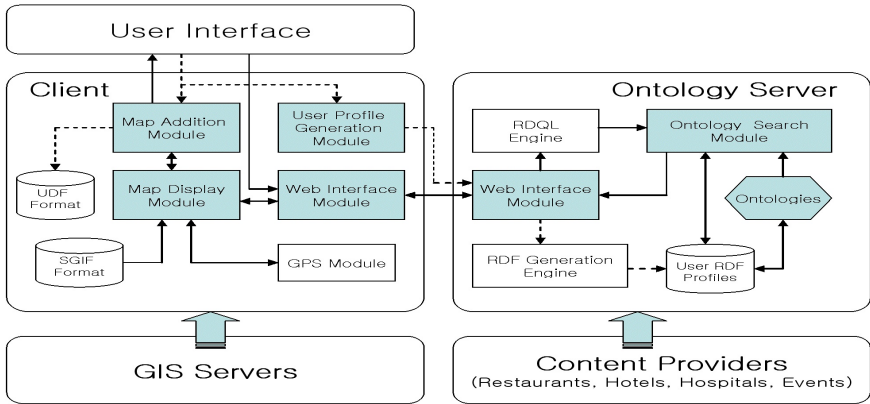 User Interface
Client
Map Addition
Module
User Profile
Generation
Module
UDF
Format
Map Display
Module
Web Interface
Module
SGIF
Format
GPS Module
Ontology Server
RDQL
Engine
Ontology Search
Module
Web Interface
Module
Ontologies
RDF Generation
Engine
User RDF
Profiles
GIS Servers
Content Providers
(Restaurants, Hotels, Hospitals, Events)